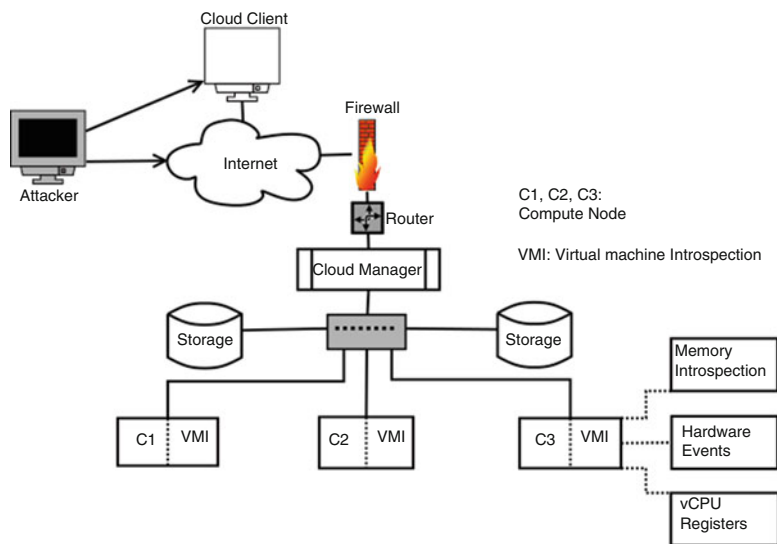 Cloud Client
Firewall
Internet
Attacker
C1, C2, C3:
Compute Node
Router
VMI: Virtual machine Introspection
Cloud Manager
Storage
Storage
Memory
Introspection
C1
VMI
C2
VMI
C3
VMI
Hardware
Events
vCPU
Registers